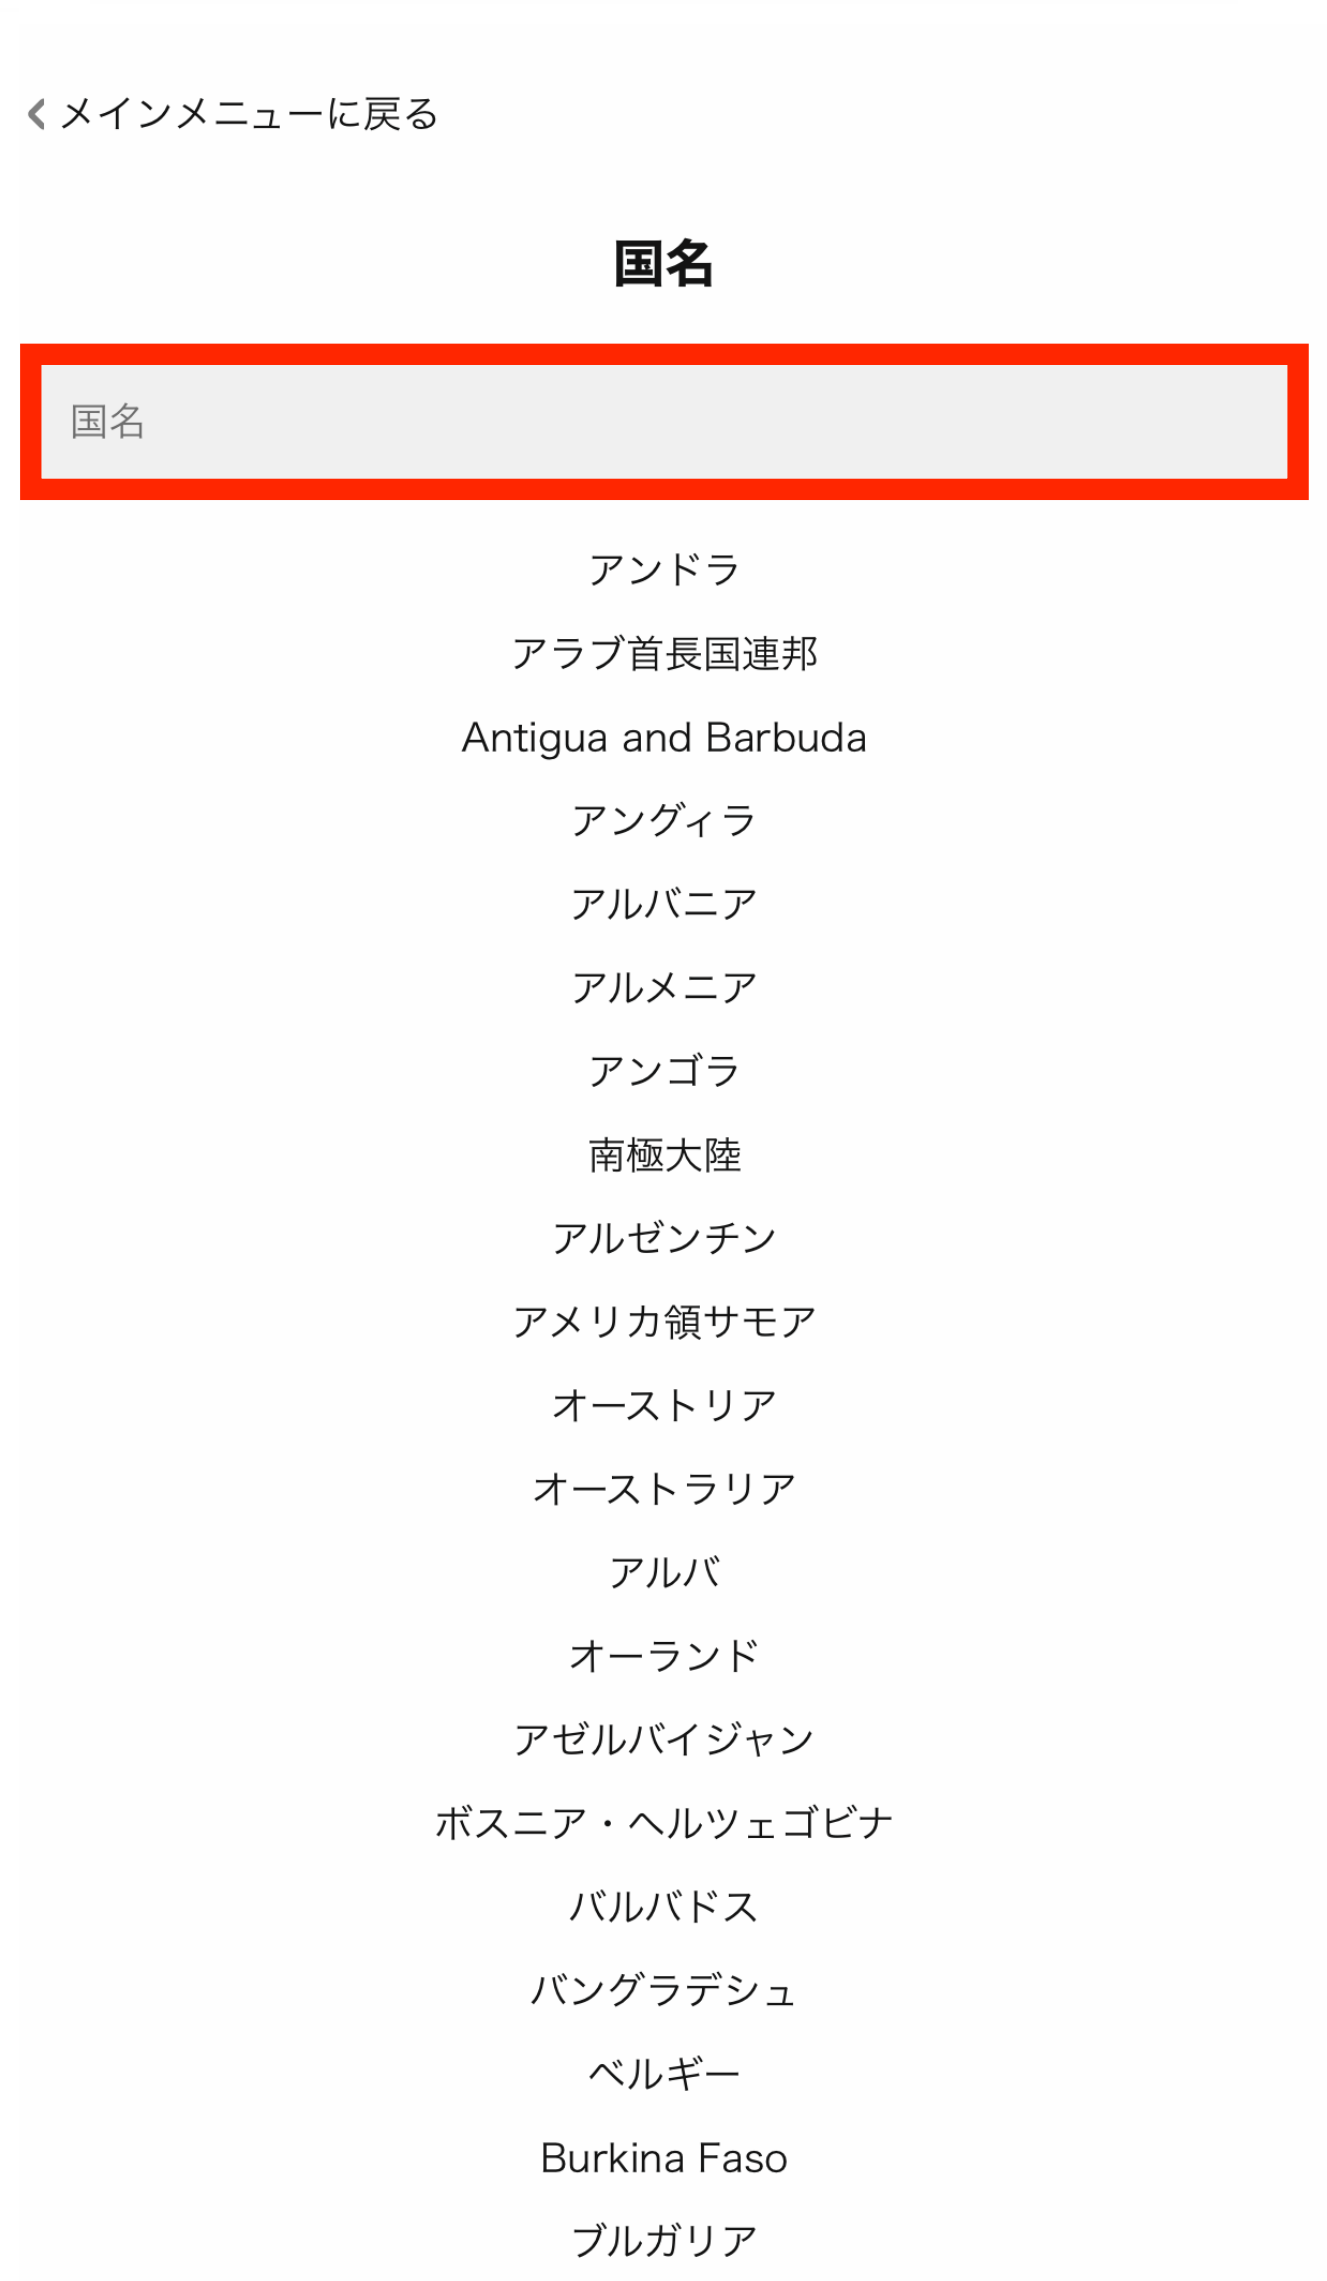 メインメニューに戻る
国名
国名
アンドラ
アラブ首長国連邦
Antigua and Barbuda
アングィラ
アルバニア
アルメニア
アンゴラ
南極大陸
アルゼンチン
アメリカ領サモア
オーストリア
オーストラリア
アルバ
オーランド
アゼルバイジャン
ボスニア・ヘルツェゴビナ
バルバドス
バングラデシュ
ベルギー
Burkina Faso
ブルガリア